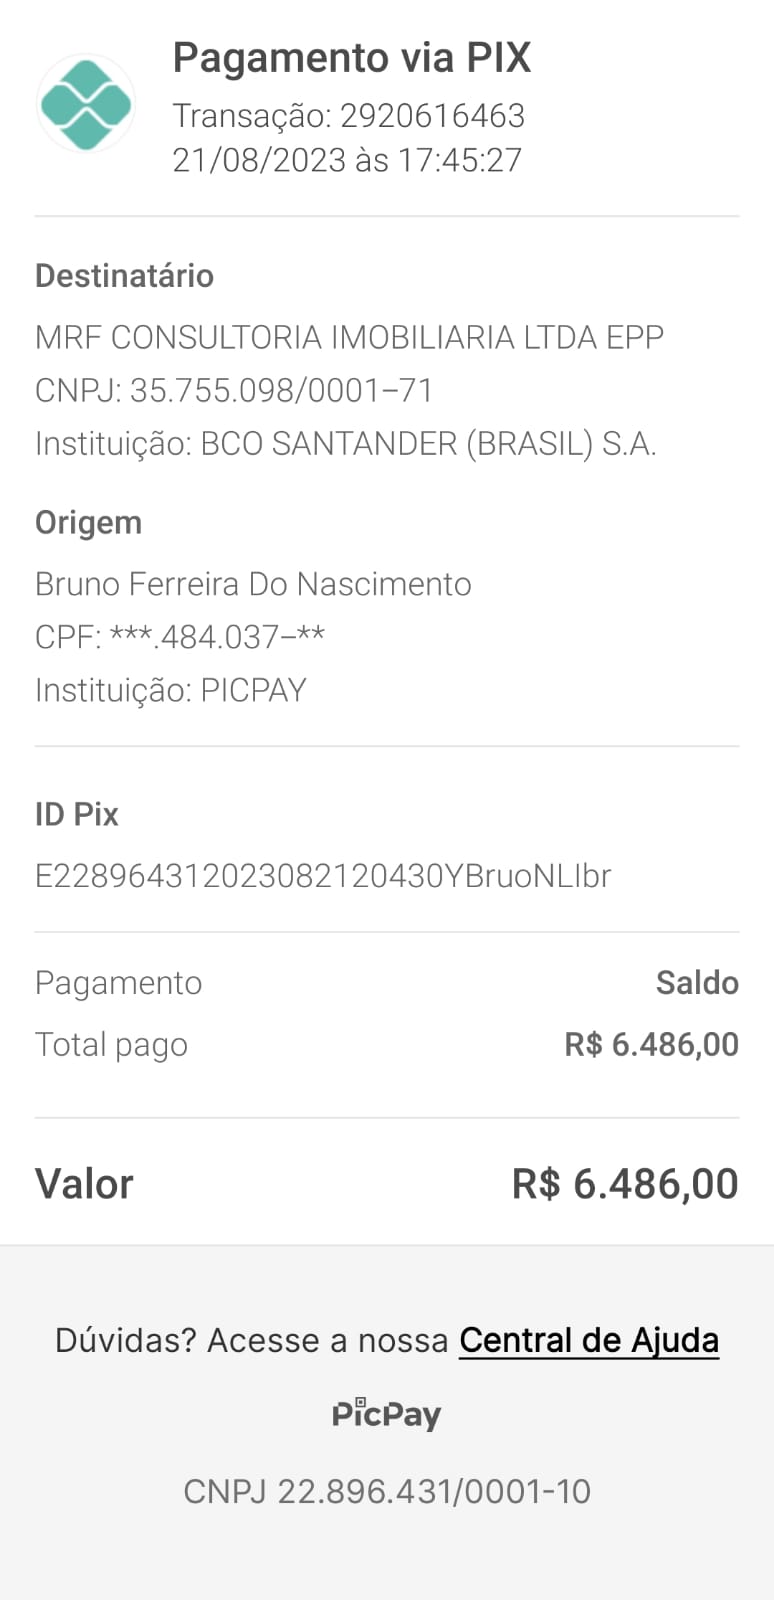 Pagamento via PIX
Transação: 2920616463
21/08/2023 às 17:45:27
Destinatário
MRF CONSULTORIA IMOBILIARIA LTDA EPP
CNPJ: 35.755.098/0001–71
Instituição: BCO SANTANDER (BRASIL) S.A.
Origem
Bruno Ferreira Do Nascimento
CPF: ***.484.037–**
Instituição: PICPAY
ID Pix
E228964312023082120430YBruoNLIbr
Pagamento Saldo
Total pago R$ 6.486,00
Valor R$ 6.486,00
Dúvidas? Acesse a nossa Central de Ajuda
PicPay
CNPJ 22.896.431/0001-10